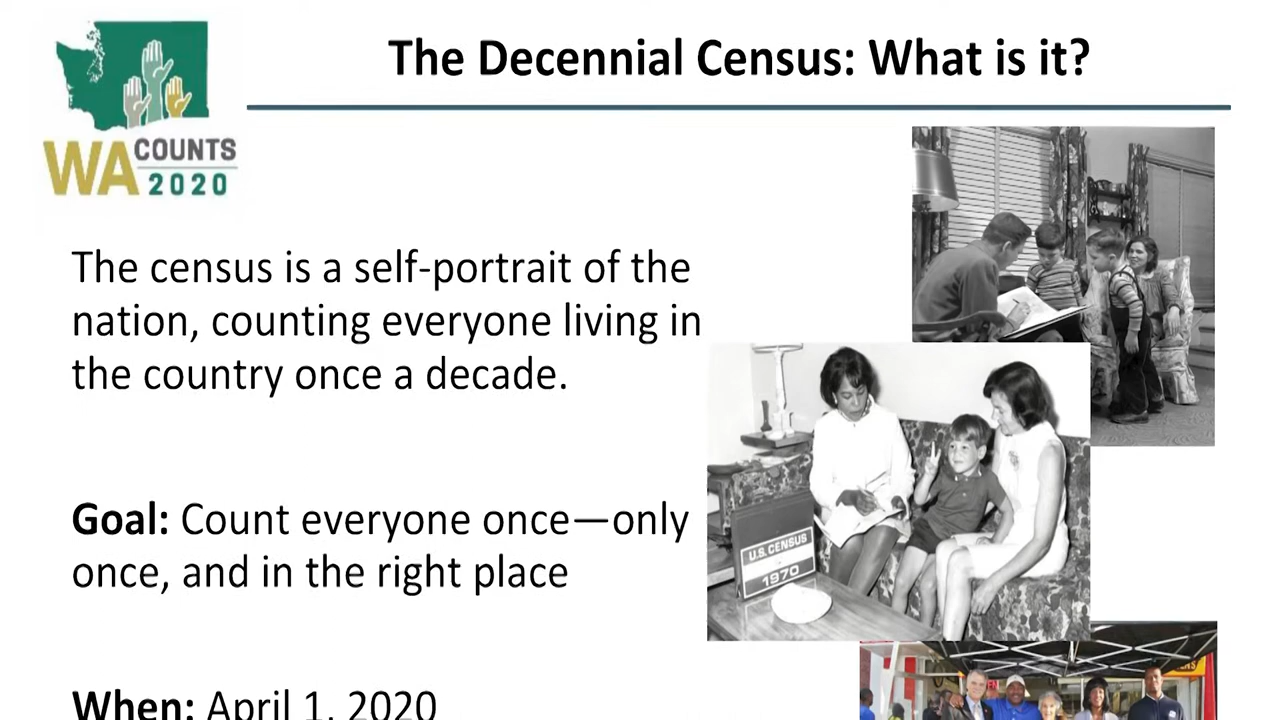 The Decennial Census: What is it?
WA COUNTS
2020
The census is a self-portrait of the
nation, counting everyone living in
the country once a decade.
Goal: Count everyone once—only
once, and in the right place
U.S. CENSUS
1970
When: April 1, 2020